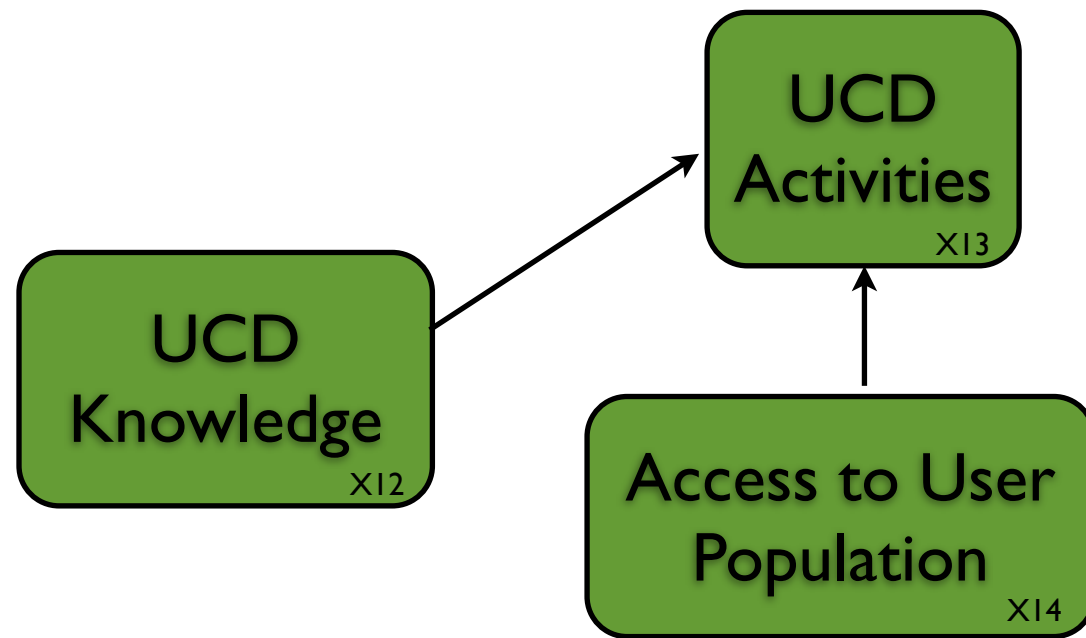 UCD
Activities
X13
UCD
Knowledge
X12
Access to User
Population
X14